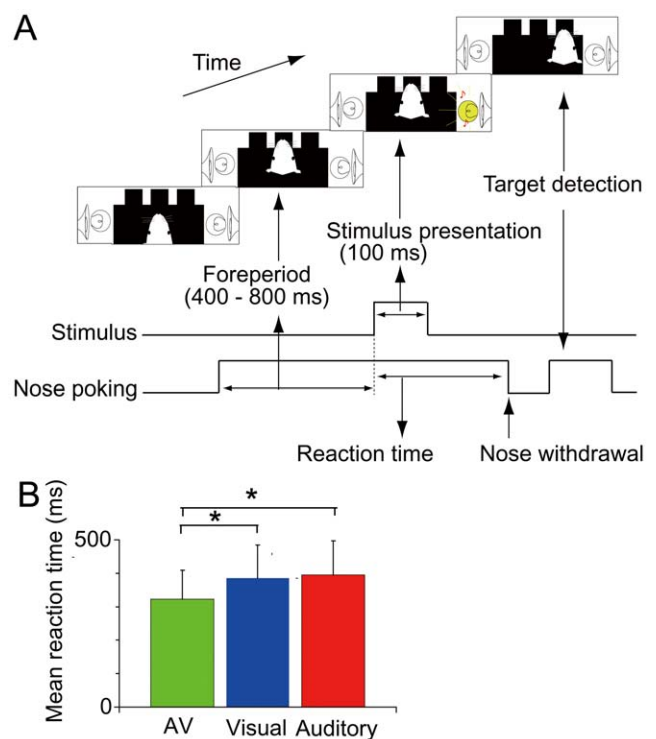 A
Time
Target detection
Stimulus presentation
(100 ms)
Foreperiod
(400 - 800 ms)
Stimulus
Nose poking
Reaction time
Nose withdrawal
B
Mean reaction time (ms)
500
0
*
*
AV
Visual
Auditory